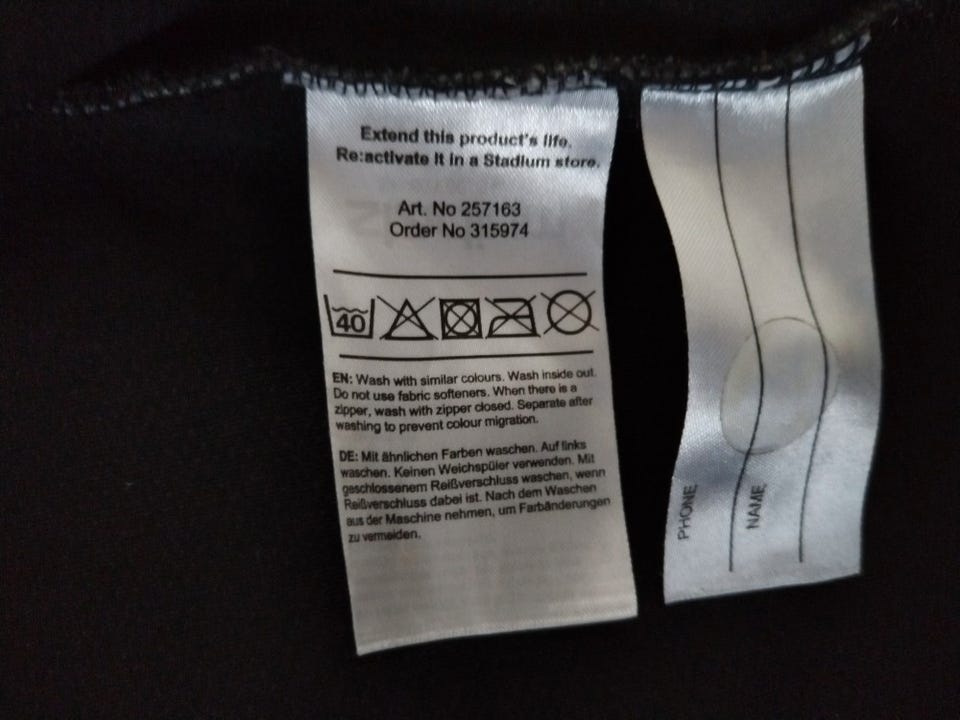 Extend this product's life.
Re:activate it in a Stadium store.
Art. No 257163
Order No 315974
40
EN: Wash with similar colours. Wash inside out.
Do not use fabric softeners. When there is a
zipper, wash with zipper closed. Separate after
washing to prevent colour migration.
DE: Mit ähnlichen Farben waschen. Auf links
waschen. Keinen Weichspüler verwenden. Mit
geschlossenem Reißverschluss waschen, wenn
Reißverschluss dabei ist. Nach dem Waschen
aus der Maschine nehmen, um Farbänderungen
zu vermeiden.
PHONE
NAME